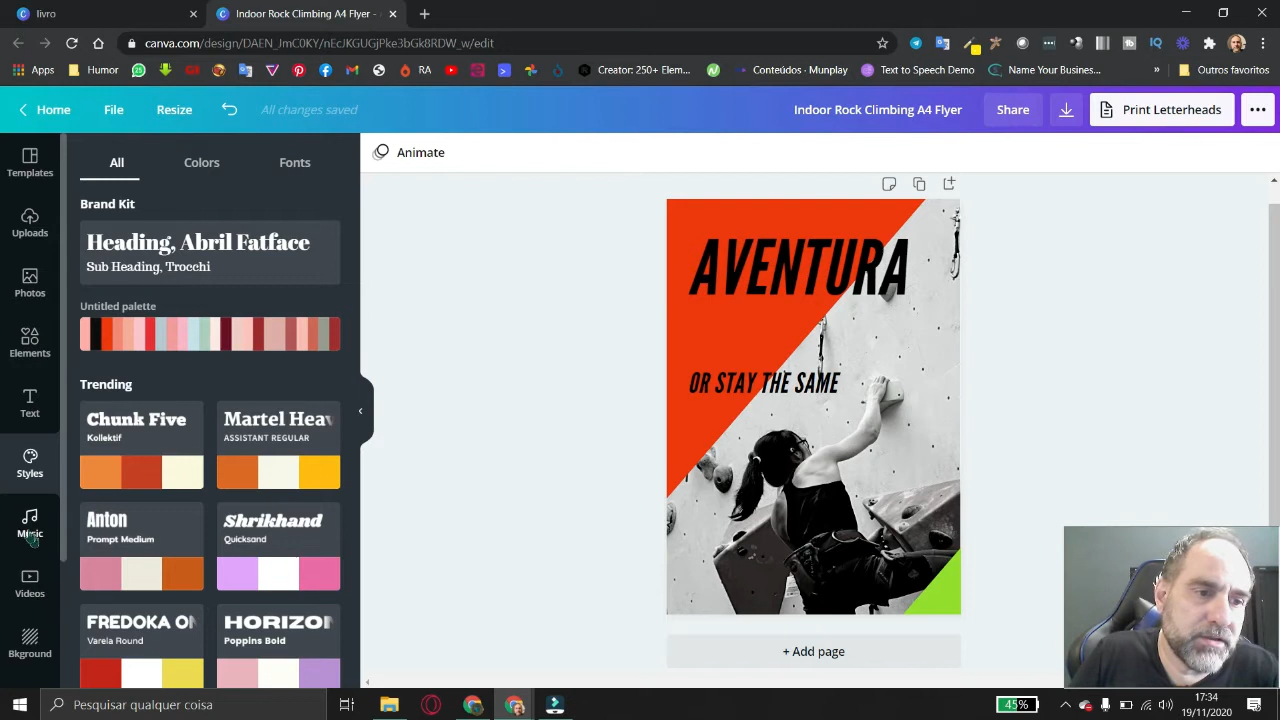 livro
Indoor Rock Climbing A4 Flyer -
canva.com/design/DAEN_JmC0KY/nEcJKGUGjPke3bGk8RDW_w/edit
Apps
Humor
RA
Creator: 250+ Elem...
Conteúdos · Munplay
Text to Speech Demo
Name Your Busines...
Outros favoritos
Home
File
Resize
All changes saved
Indoor Rock Climbing A4 Flyer
Share
Print Letterheads
Templates
Uploads
Photos
Elements
Text
Styles
Music
Videos
Bkground
All
Colors
Fonts
Brand Kit
Heading, Abril Fatface
Sub Heading, Trocchi
Untitled palette
Trending
Chunk Five
Kollektif
Martel Heav
ASSISTANT REGULAR
Anton
Prompt Medium
Shrikhand
Quicksand
FREDOKA ON
Varela Round
HORIZON
Poppins Bold
Animate
AVENTURA
OR STAY THE SAME
+ Add page
Pesquisar qualquer coisa
45%
17:34
19/11/2020